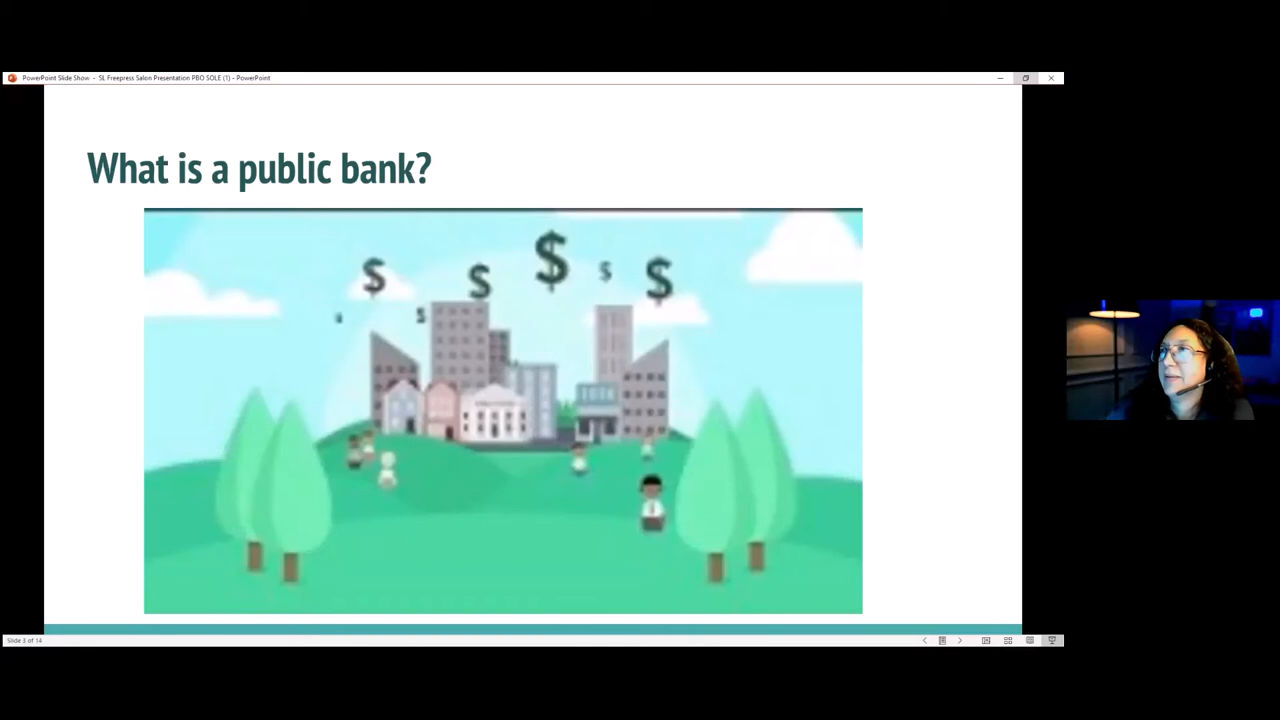 PowerPoint Slide Show - SL Freepress Salon Presentation PBO SOLE (1) - PowerPoint
What is a public bank?
$ $ $ $ $
$ $
Slide 3 of 14